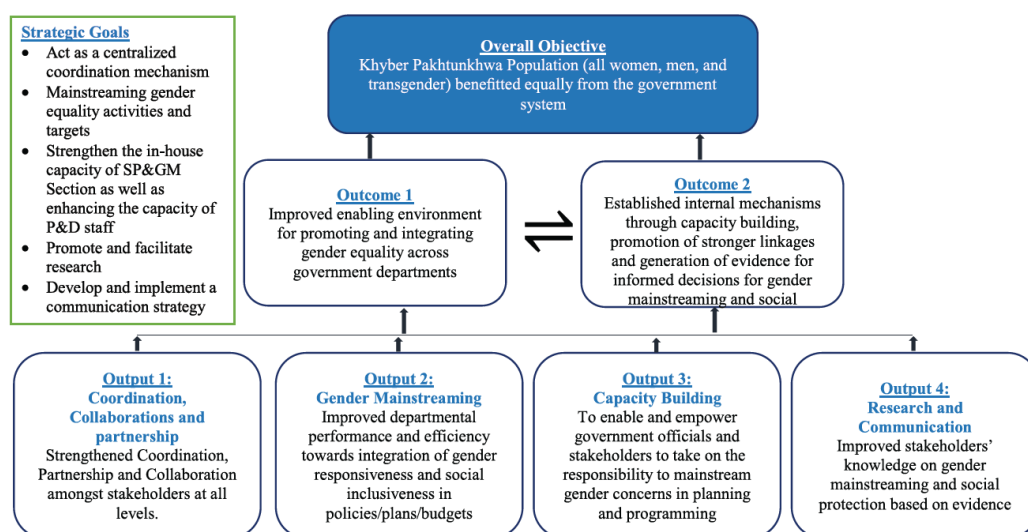 Strategic Goals
• Act as a centralized
coordination mechanism
• Mainstreaming gender
equality activities and
targets
• Strengthen the in-house
capacity of SP&GM
Section as well as
enhancing the capacity of
P&D staff
• Promote and facilitate
research
• Develop and implement a
communication strategy
Overall Objective
Khyber Pakhtunkhwa Population (all women, men, and
transgender) benefitted equally from the government
system
Outcome 1
Improved enabling environment
for promoting and integrating
gender equality across
government departments
Outcome 2
Established internal mechanisms
through capacity building,
promotion of stronger linkages
and generation of evidence for
informed decisions for gender
mainstreaming and social
Output 1:
Coordination,
Collaborations and
partnership
Strengthened Coordination,
Partnership and Collaboration
amongst stakeholders at all
levels.
Output 2:
Gender Mainstreaming
Improved departmental
performance and efficiency
towards integration of gender
responsiveness and social
inclusiveness in
policies/plans/budgets
Output 3:
Capacity Building
To enable and empower
government officials and
stakeholders to take on the
responsibility to mainstream
gender concerns in planning
and programming
Output 4:
Research and
Communication
Improved stakeholders'
knowledge on gender
mainstreaming and social
protection based on evidence